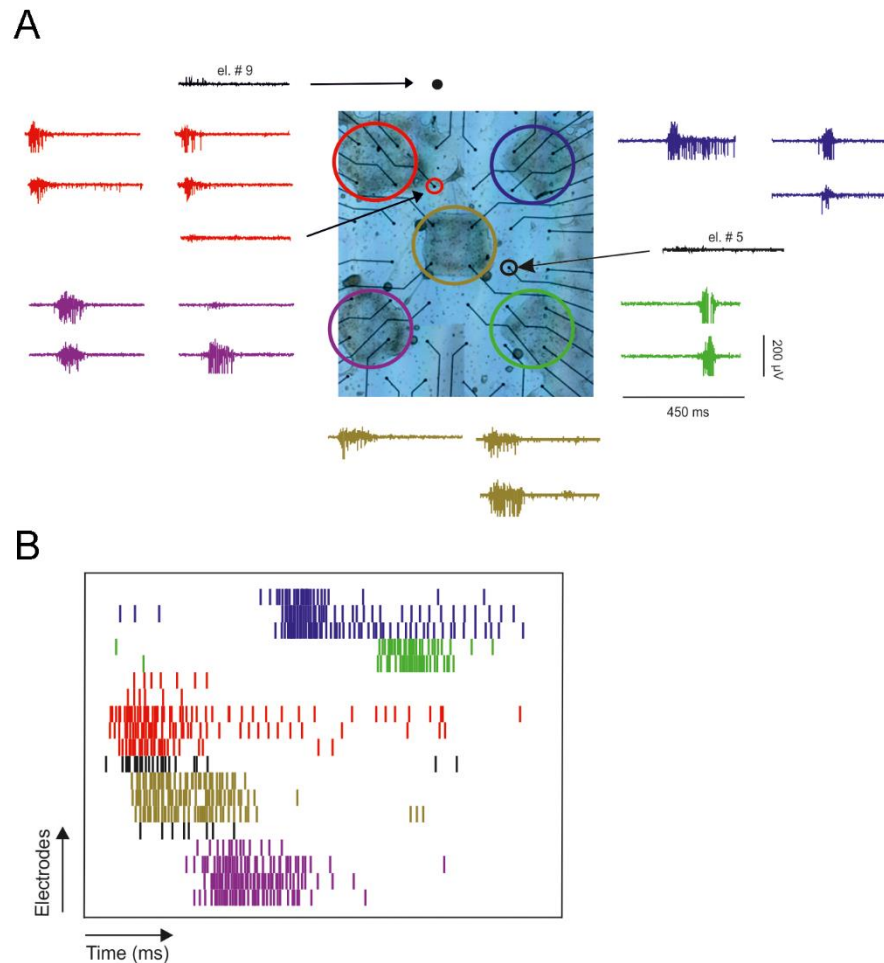 A
el. # 9
el. # 5
200 µV
450 ms
B
Electrodes
Time (ms)